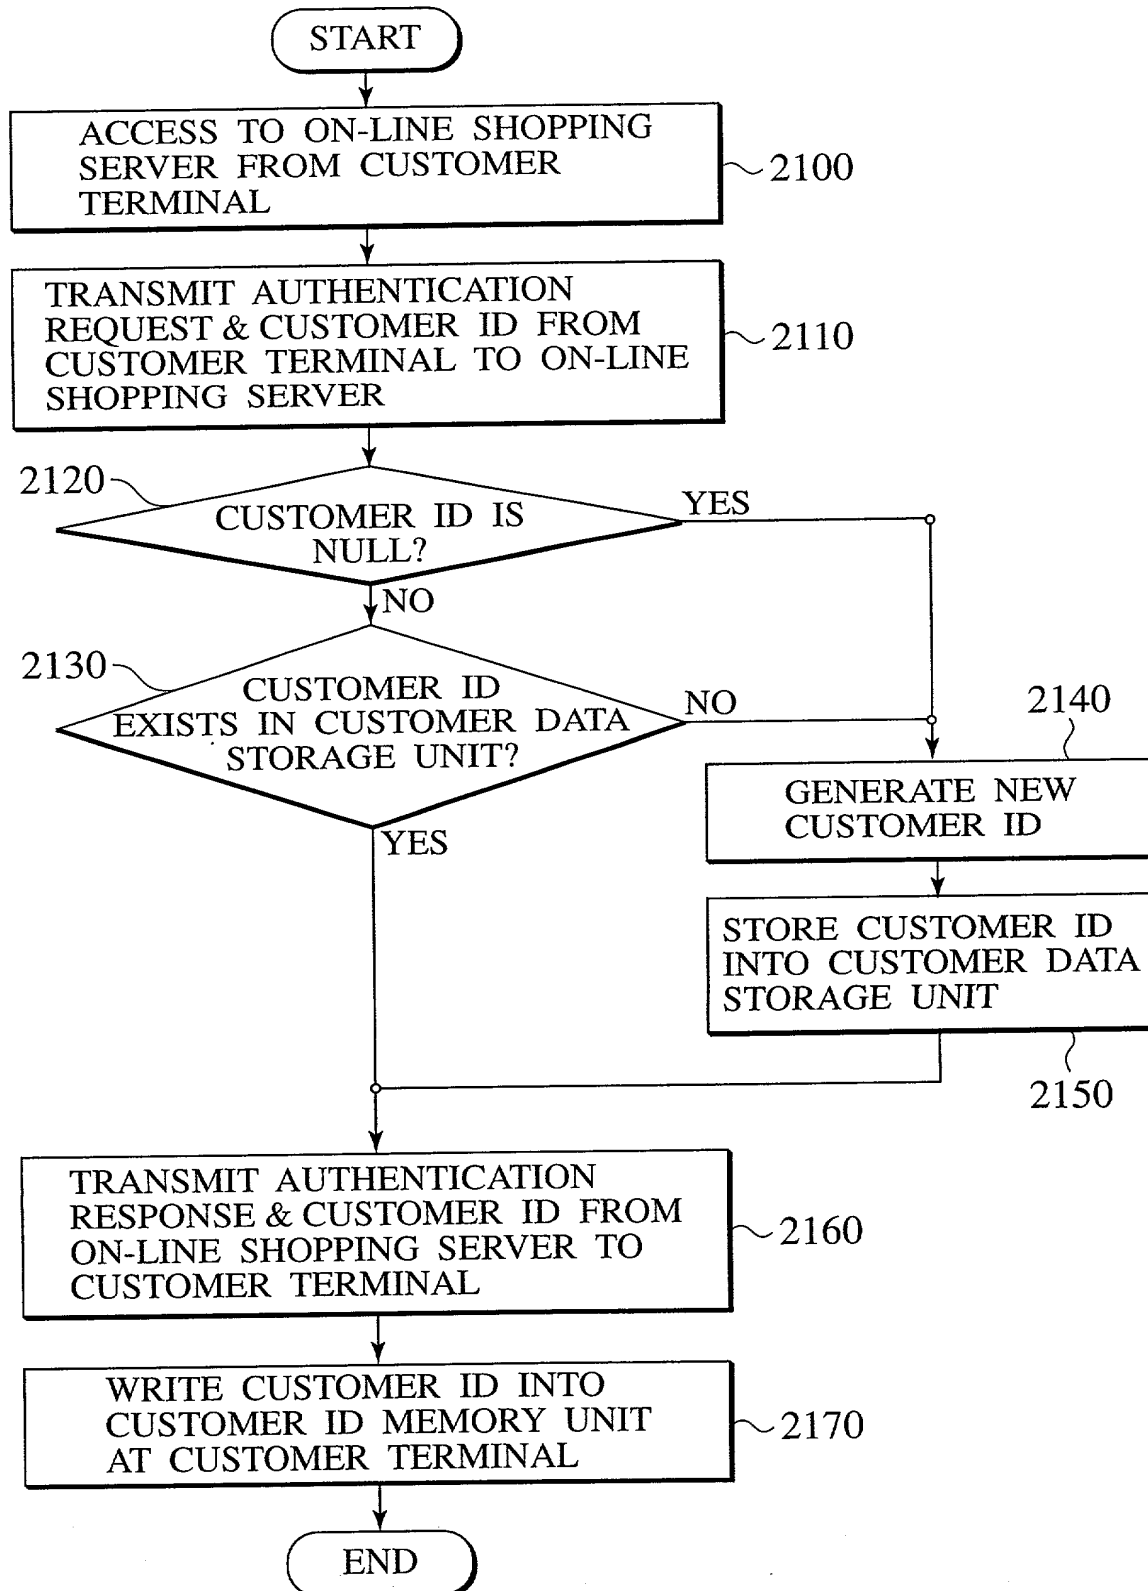 START
ACCESS TO ON-LINE SHOPPING
SERVER FROM CUSTOMER
TERMINAL
2100
TRANSMIT AUTHENTICATION
REQUEST & CUSTOMER ID FROM
CUSTOMER TERMINAL TO ON-LINE
SHOPPING SERVER
2110
2120
CUSTOMER ID IS
NULL?
YES
NO
2130
CUSTOMER ID
EXISTS IN CUSTOMER DATA
STORAGE UNIT?
NO
YES
2140
GENERATE NEW
CUSTOMER ID
STORE CUSTOMER ID
INTO CUSTOMER DATA
STORAGE UNIT
2150
TRANSMIT AUTHENTICATION
RESPONSE & CUSTOMER ID FROM
ON-LINE SHOPPING SERVER TO
CUSTOMER TERMINAL
2160
WRITE CUSTOMER ID INTO
CUSTOMER ID MEMORY UNIT
AT CUSTOMER TERMINAL
2170
END